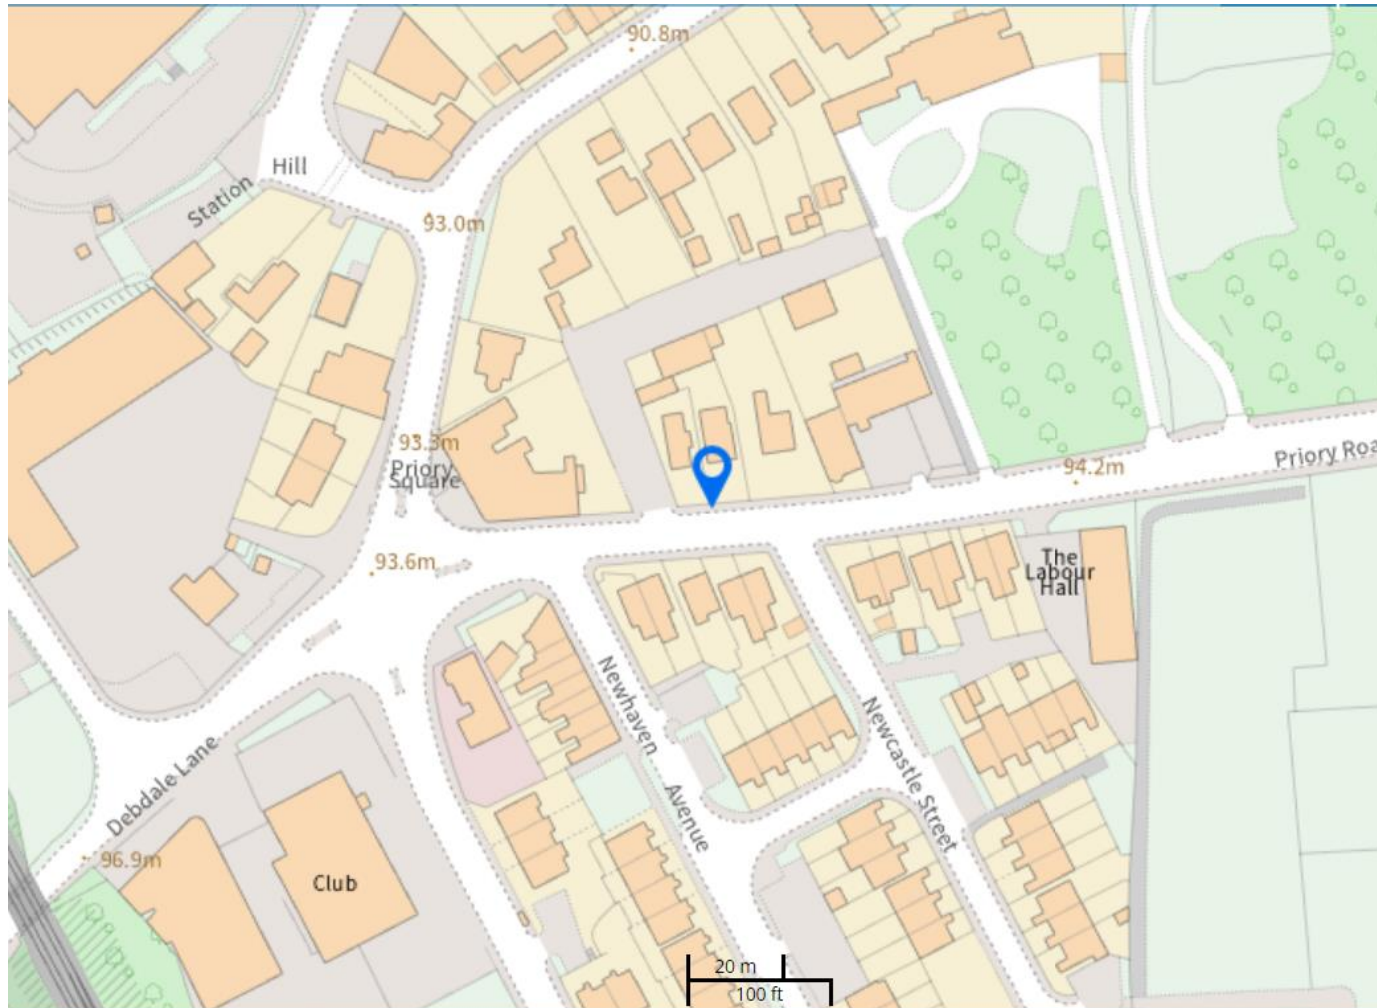 90.8m
Hill
Station
93.0m
93.3m
Priory
Square
94.2m
Priory Roa
93.6m
The
Labour
Hall
Newhaven
Avenue
Newcastle Street
Debdale Lane
96.9m
Club
20 m
100 ft